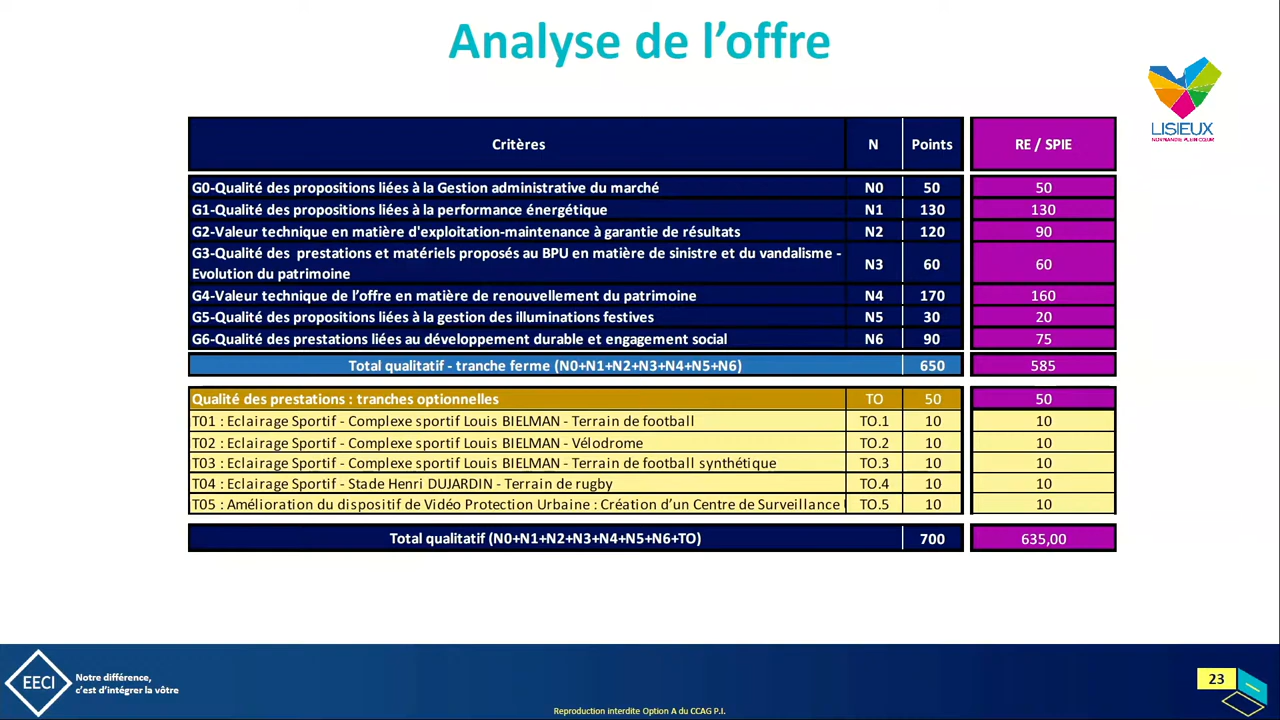 Analyse de l’offre
LISIEUX
NORMANDIE PLEIN CŒUR
Critères N Points RE / SPIE
G0-Qualité des propositions liées à la Gestion administrative du marché N0 50 50
G1-Qualité des propositions liées à la performance énergétique N1 130 130
G2-Valeur technique en matière d'exploitation-maintenance à garantie de résultats N2 120 90
G3-Qualité des prestations et matériels proposés au BPU en matière de sinistre et du vandalisme -
Evolution du patrimoine N3 60 60
G4-Valeur technique de l’offre en matière de renouvellement du patrimoine N4 170 160
G5-Qualité des propositions liées à la gestion des illuminations festives N5 30 20
G6-Qualité des prestations liées au développement durable et engagement social N6 90 75
Total qualitatif - tranche ferme (N0+N1+N2+N3+N4+N5+N6) 650 585
Qualité des prestations : tranches optionnelles TO 50 50
T01 : Eclairage Sportif - Complexe sportif Louis BIELMAN - Terrain de football TO.1 10 10
T02 : Eclairage Sportif - Complexe sportif Louis BIELMAN - Vélodrome TO.2 10 10
T03 : Eclairage Sportif - Complexe sportif Louis BIELMAN - Terrain de football synthétique TO.3 10 10
T04 : Eclairage Sportif - Stade Henri DUJARDIN - Terrain de rugby TO.4 10 10
T05 : Amélioration du dispositif de Vidéo Protection Urbaine : Création d’un Centre de Surveillance TO.5 10 10
Total qualitatif (N0+N1+N2+N3+N4+N5+N6+TO) 700 635,00
EECI
Notre différence,
c’est d’intégrer la vôtre
Reproduction interdite Option A du CCAG P.I.
23